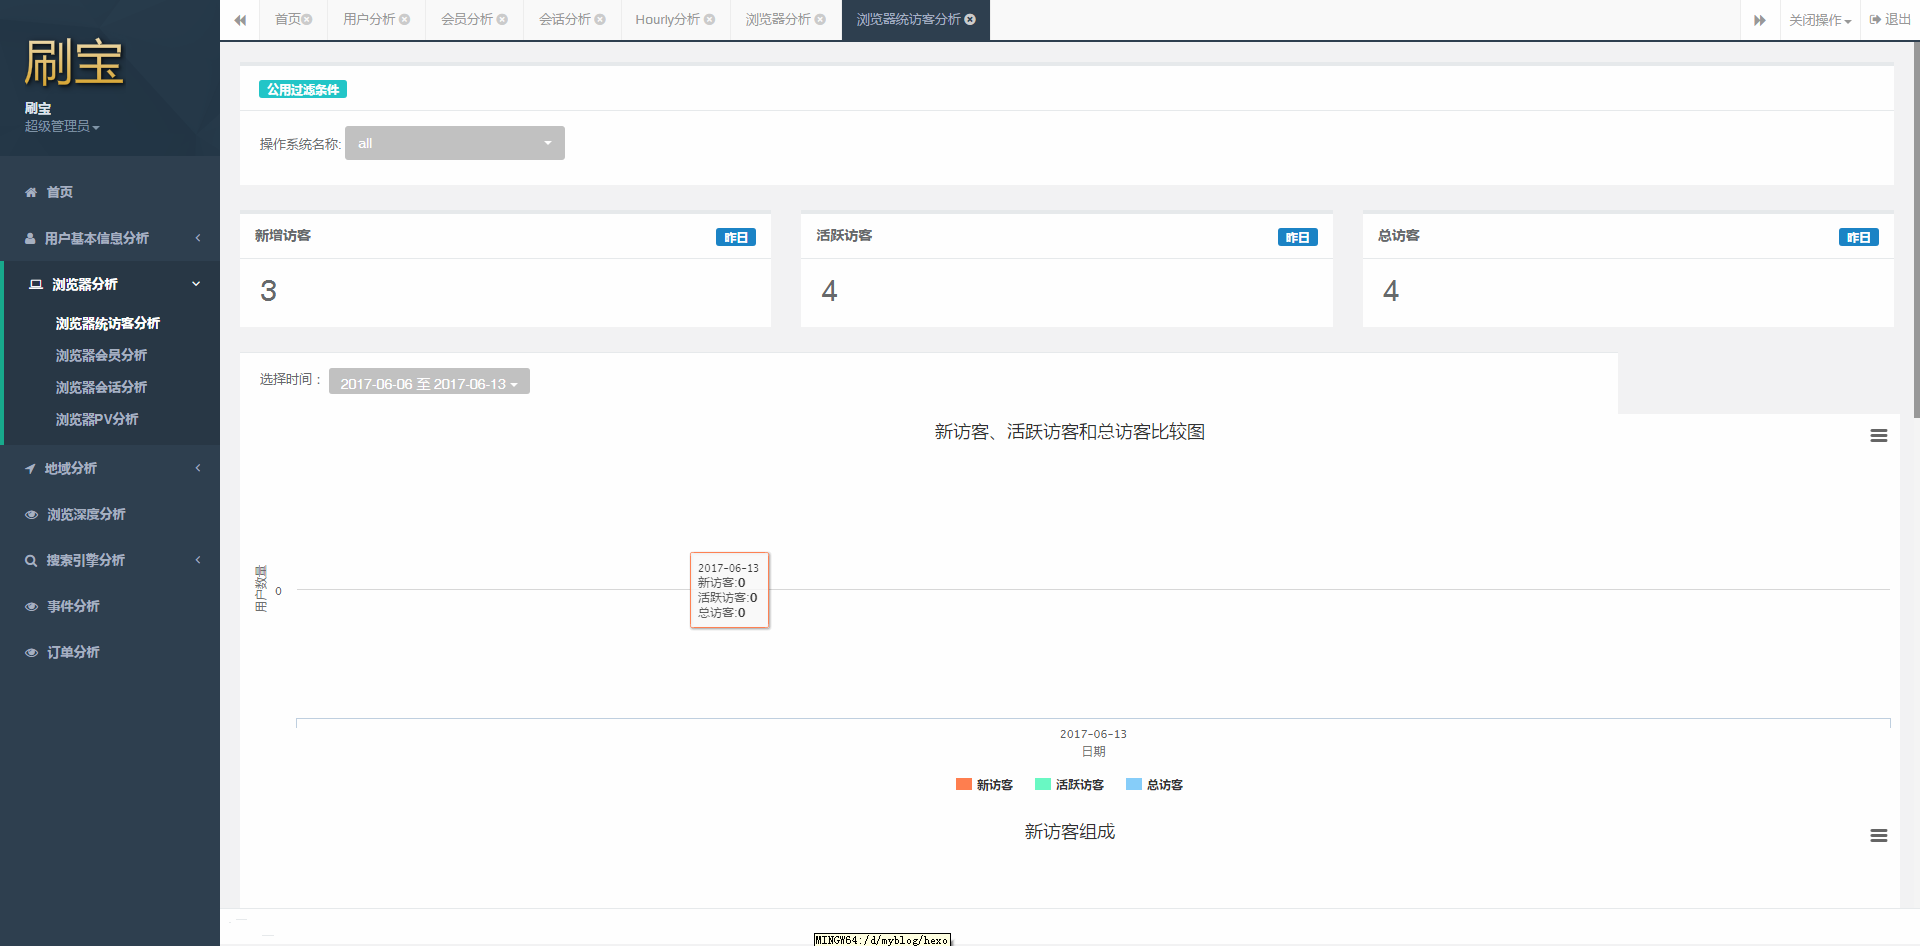 刷宝
刷宝
超级管理员
首页
用户基本信息分析
浏览器分析
浏览器统访客分析
浏览器会员分析
浏览器会话分析
浏览器PV分析
地域分析
浏览深度分析
搜索引擎分析
事件分析
订单分析
首页 用户分析 会员分析 会话分析 Hourly分析 浏览器分析 浏览器统访客分析 关闭操作 退出
公用过滤条件
操作系统名称: all
新增访客 昨日
3
活跃访客 昨日
4
总访客 昨日
4
选择时间： 2017-06-06 至 2017-06-13
新访客、活跃访客和总访客比较图
用户数量
0
2017-06-13
新访客:0
活跃访客:0
总访客:0
2017-06-13
日期
新访客 活跃访客 总访客
新访客组成
MINGW64:/d/myblog/hexo